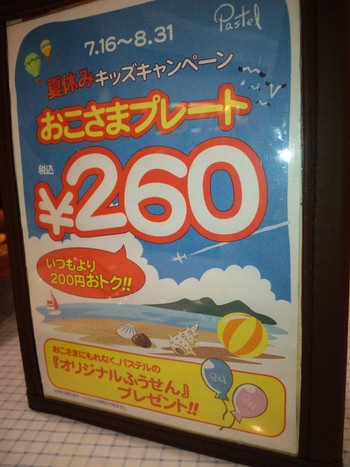 Pastel
7.16〜8.31
夏休みキッズキャンペーン
おこさまプレート
税込
¥260
いつもより
200円おトク!!
おこさまにもれなく、パステルの
『オリジナルふうせん』
プレゼント!!